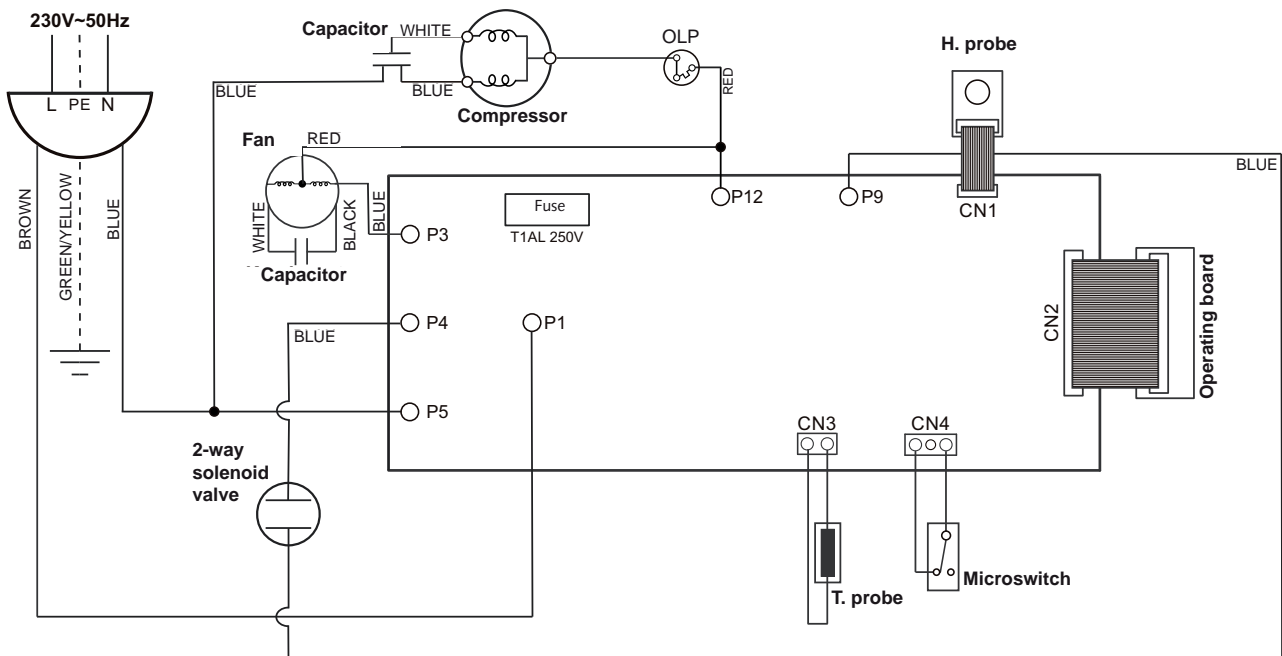 230V~50Hz
L PE N
BROWN
GREEN/YELLOW
BLUE
Capacitor
WHITE
BLUE
BLUE
Compressor
OLP
RED
H. probe
CN1
Fan
RED
WHITE
BLACK
BLUE
Capacitor
Fuse
T1AL 250V
P12
P9
BLUE
P3
P4
BLUE
P1
P5
CN2
Operating board
2-way
solenoid
valve
CN3
CN4
T. probe
Microswitch